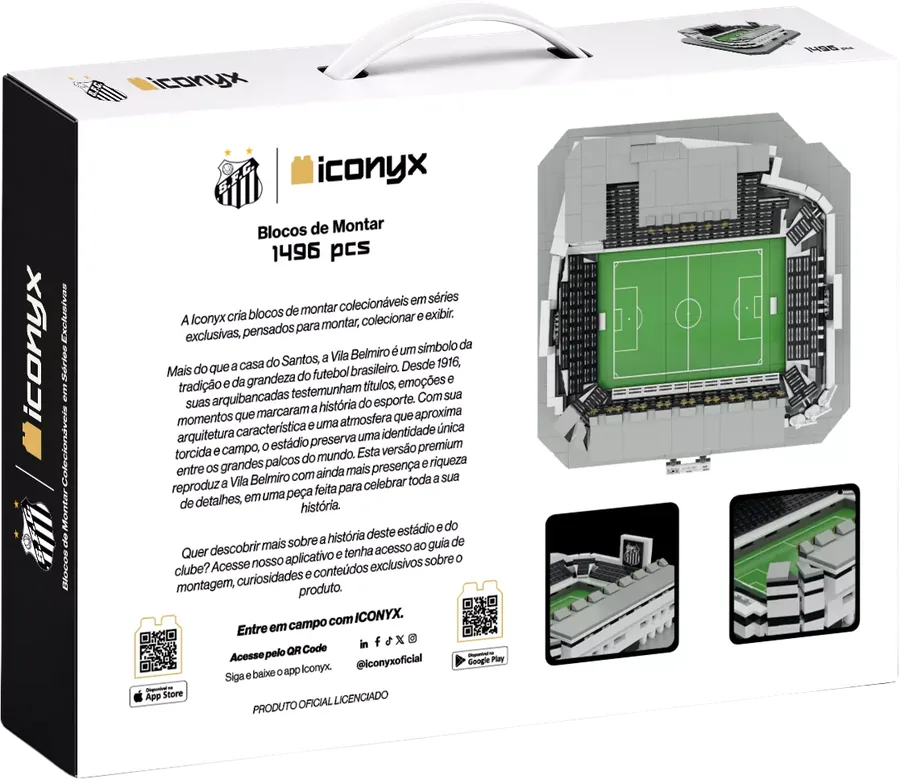 iconyx
1496 pcs
S.F.C.
iconyx
Blocos de Montar
1496 pcs
A Iconyx cria blocos de montar colecionáveis em séries
exclusivas, pensados para montar, colecionar e exibir.
Mais do que a casa do Santos, a Vila Belmiro é um símbolo da
tradição e da grandeza do futebol brasileiro. Desde 1916,
suas arquibancadas testemunham títulos, emoções e
momentos que marcaram a história do esporte. Com sua
arquitetura característica e uma atmosfera que aproxima
torcida e campo, o estádio preserva uma identidade única
entre os grandes palcos do mundo. Esta versão premium
reproduz a Vila Belmiro com ainda mais presença e riqueza
de detalhes, em uma peça feita para celebrar toda a sua
história.
Quer descobrir mais sobre a história deste estádio e do
clube? Acesse nosso aplicativo e tenha acesso ao guia de
montagem, curiosidades e conteúdos exclusivos sobre o
produto.
Entre em campo com ICONYX.
Acesse pelo QR Code
Siga e baixe o app Iconyx.
@iconyxoficial
Disponível na
App Store
Disponível no
Google Play
PRODUTO OFICIAL LICENCIADO
iconyx
Blocos de Montar Colecionáveis em Séries Exclusivas